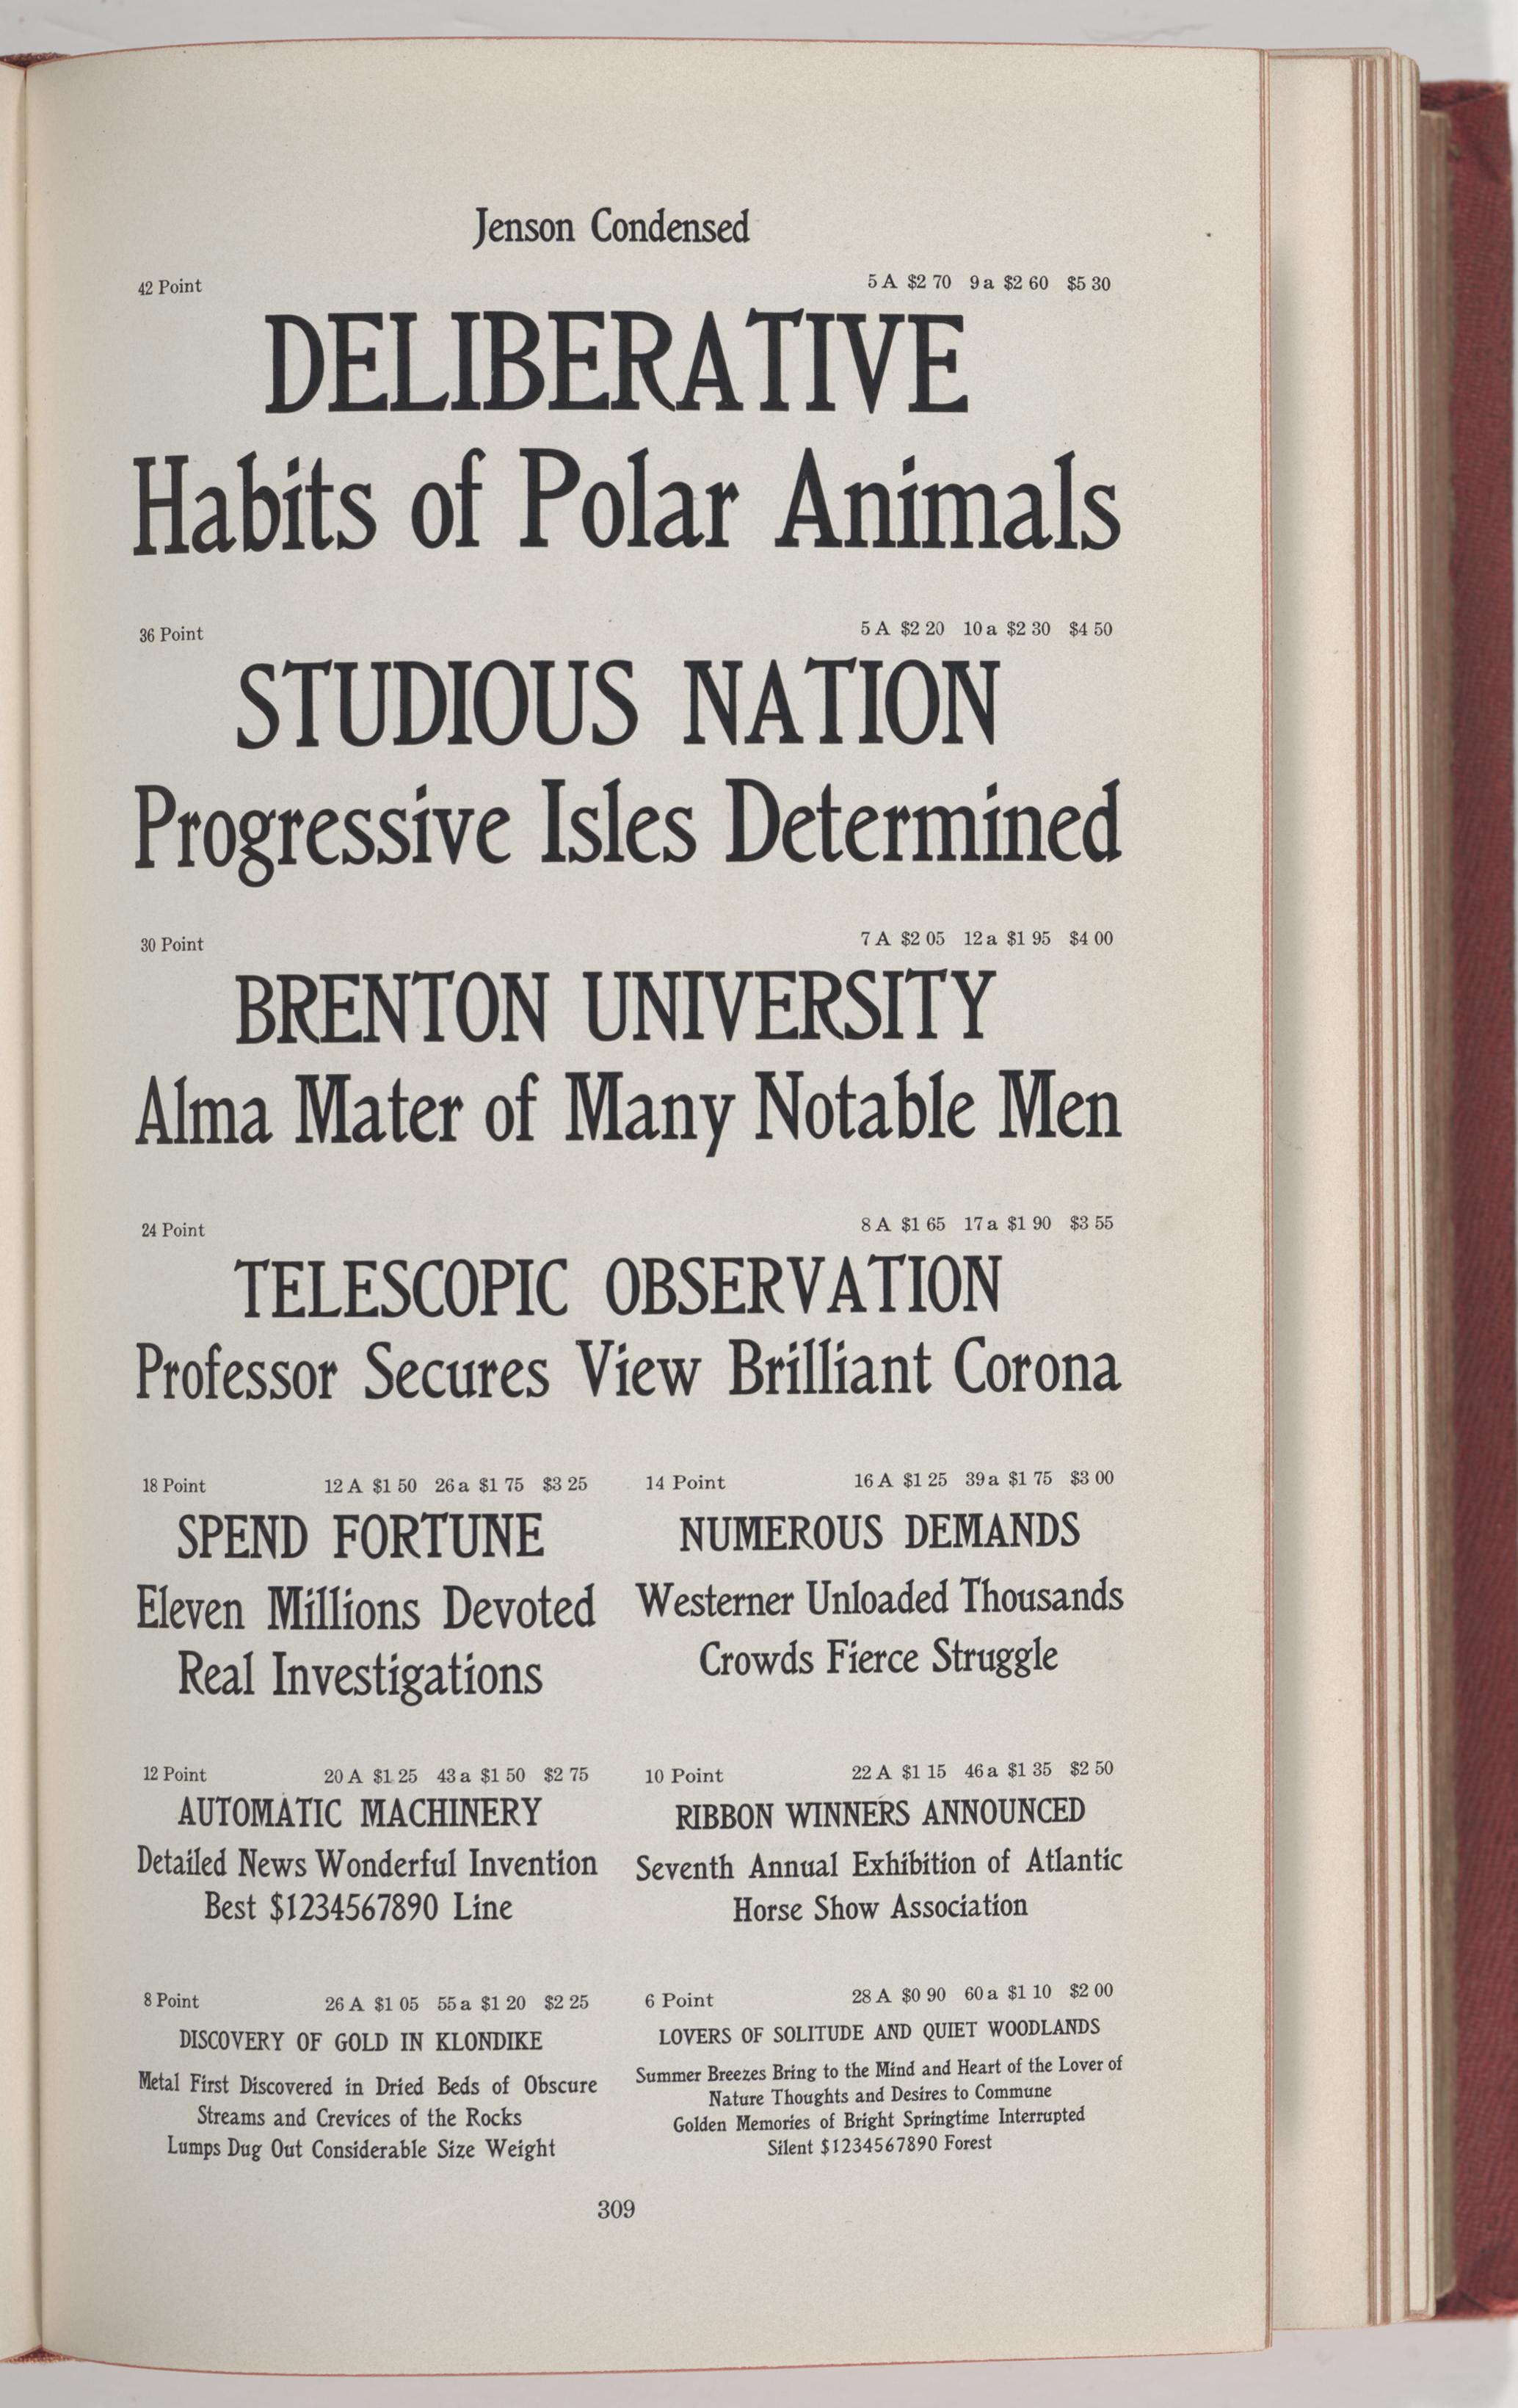 Jenson Condensed
42 Point 5 A $2 70 9 a $2 60 $5 30
DELIBERATIVE
Habits of Polar Animals
36 Point 5 A $2 20 10 a $2 30 $4 50
STUDIOUS NATION
Progressive Isles Determined
30 Point 7 A $2 05 12 a $1 95 $4 00
BRENTON UNIVERSITY
Alma Mater of Many Notable Men
24 Point 8 A $1 65 17 a $1 90 $3 55
TELESCOPIC OBSERVATION
Professor Secures View Brilliant Corona
18 Point 12 A $1 50 26 a $1 75 $3 25
SPEND FORTUNE
Eleven Millions Devoted
Real Investigations
14 Point 16 A $1 25 39 a $1 75 $3 00
NUMEROUS DEMANDS
Westerner Unloaded Thousands
Crowds Fierce Struggle
12 Point 20 A $1 25 43 a $1 50 $2 75
AUTOMATIC MACHINERY
Detailed News Wonderful Invention
Best $1234567890 Line
10 Point 22 A $1 15 46 a $1 35 $2 50
RIBBON WINNERS ANNOUNCED
Seventh Annual Exhibition of Atlantic
Horse Show Association
8 Point 26 A $1 05 55 a $1 20 $2 25
DISCOVERY OF GOLD IN KLONDIKE
Metal First Discovered in Dried Beds of Obscure
Streams and Crevices of the Rocks
Lumps Dug Out Considerable Size Weight
6 Point 28 A $0 90 60 a $1 10 $2 00
LOVERS OF SOLITUDE AND QUIET WOODLANDS
Summer Breezes Bring to the Mind and Heart of the Lover of
Nature Thoughts and Desires to Commune
Golden Memories of Bright Springtime Interrupted
Silent $1234567890 Forest
309